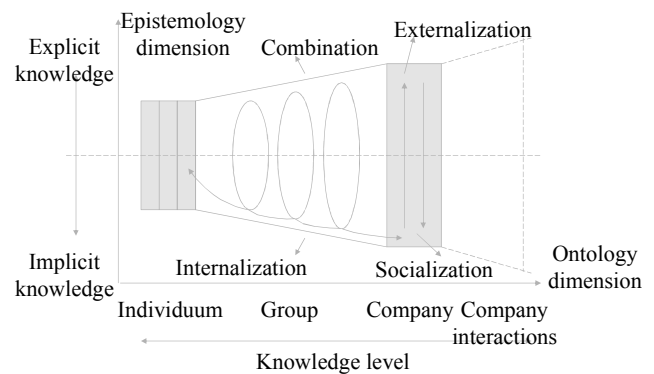 Epistemology
dimension
Explicit
knowledge
Combination
Externalization
Implicit
knowledge
Internalization
Socialization
Ontology
dimension
Individuum
Group
Company
Company
interactions
Knowledge level